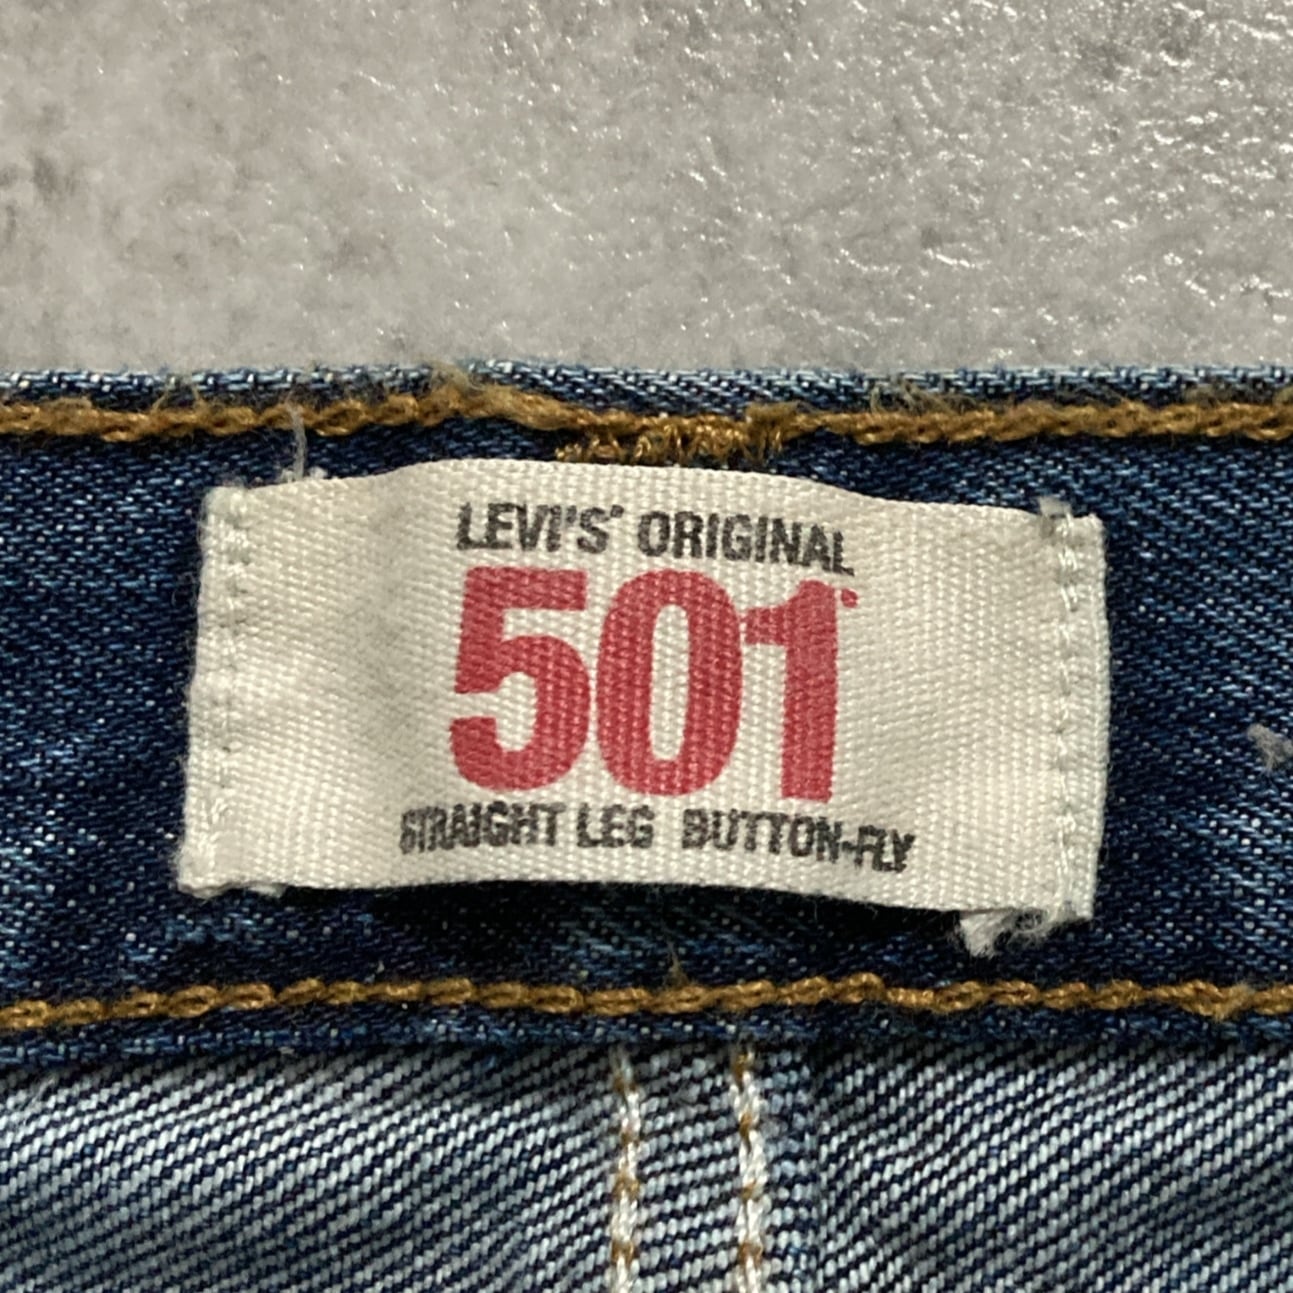 LEVI'S® ORIGINAL
501®
STRAIGHT LEG BUTTON-FLY